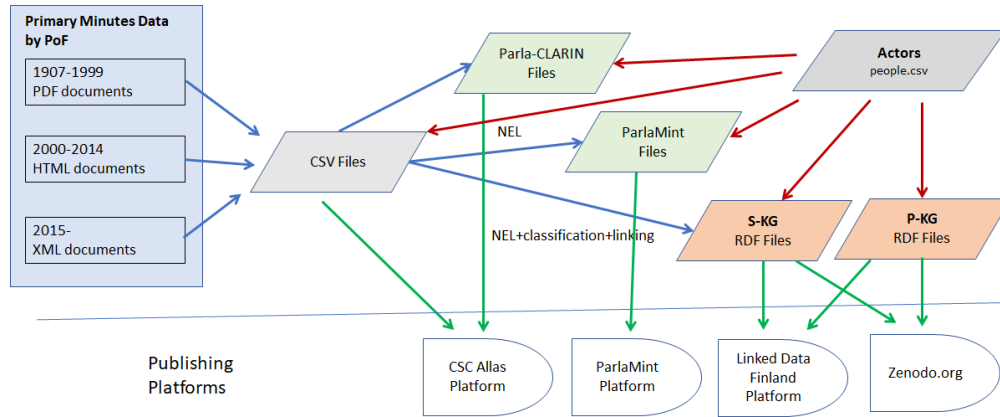 Primary Minutes Data
by PoF
1907-1999
PDF documents
2000-2014
HTML documents
2015-
XML documents
CSV Files
Parla-CLARIN
Files
NEL
ParlaMint
Files
Actors
people.csv
NEL+classification+linking
S-KG
RDF Files
P-KG
RDF Files
Publishing
Platforms
CSC Allas
Platform
ParlaMint
Platform
Linked Data
Finland
Platform
Zenodo.org